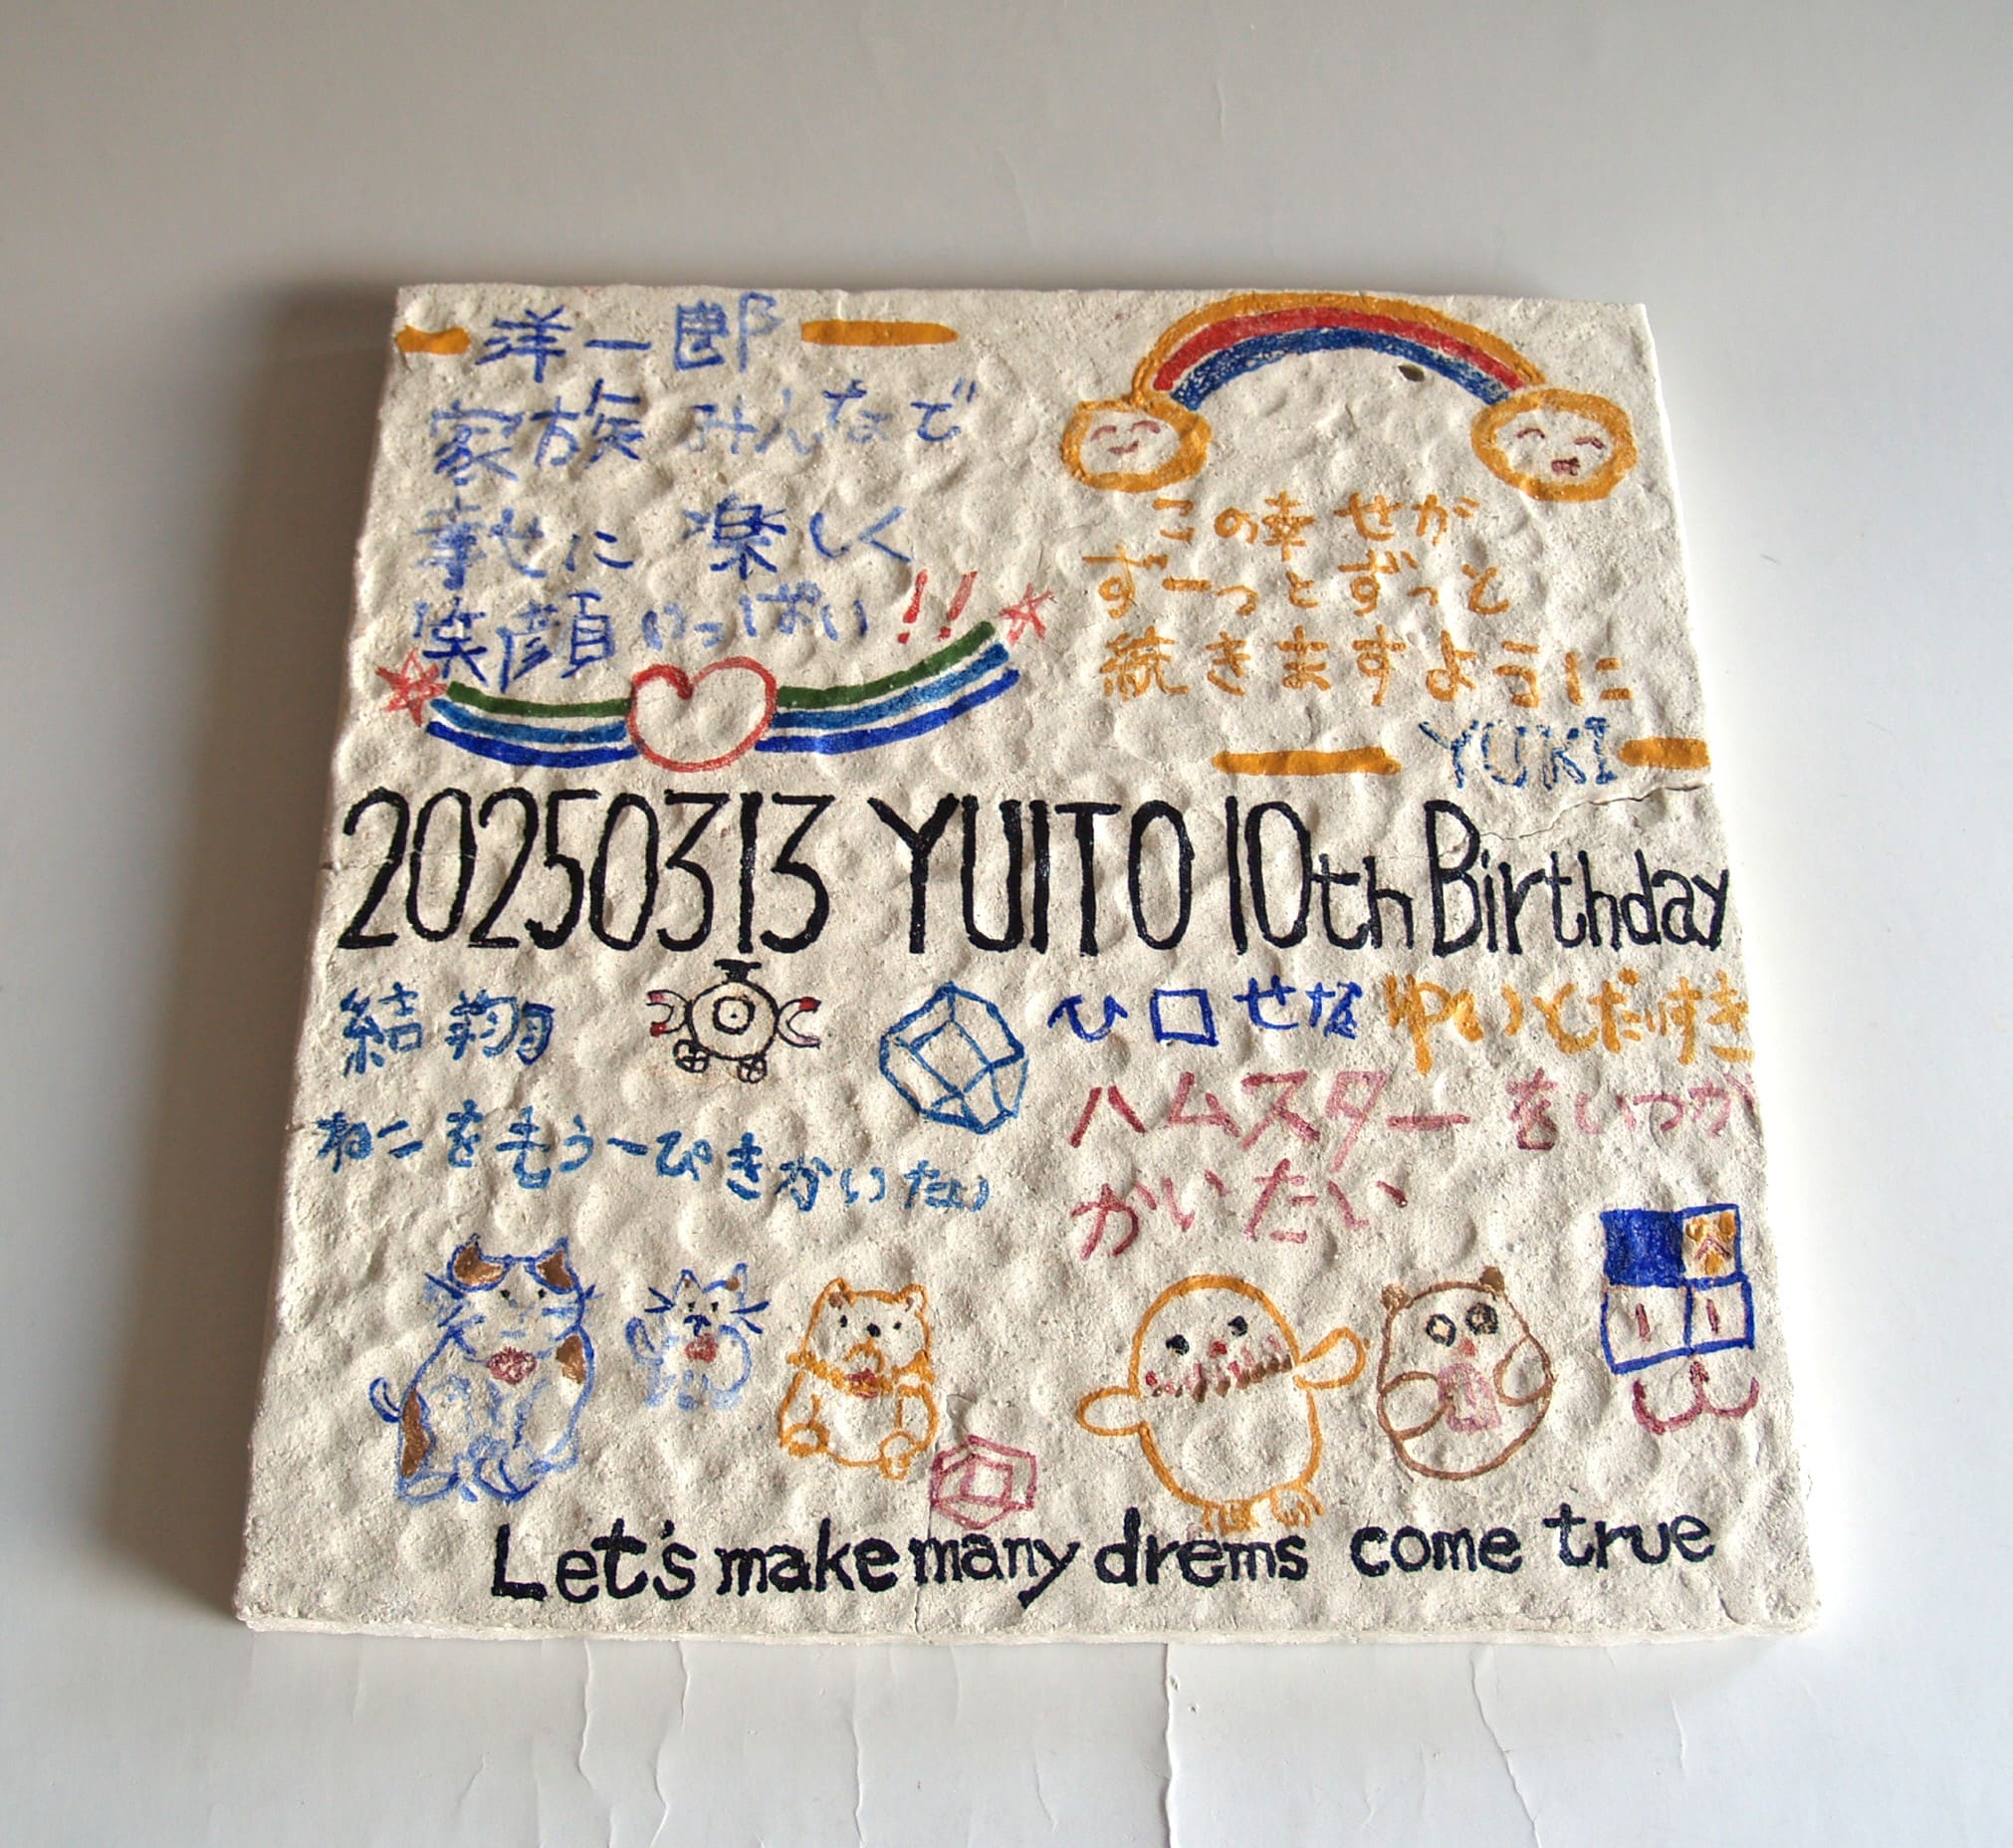 洋一郎
家族みんなで
幸せに 楽しく
笑顔いっぱい!!
この幸せが
ずーっとずっと
続きますように
YUKI
20250313 YUITO 10th Birthday
結翔
ねこをもう一ぴきかいたい
ひロせな ゆいとだいすき
ハムスターをいつか
かいたい
Let's make many drems come true